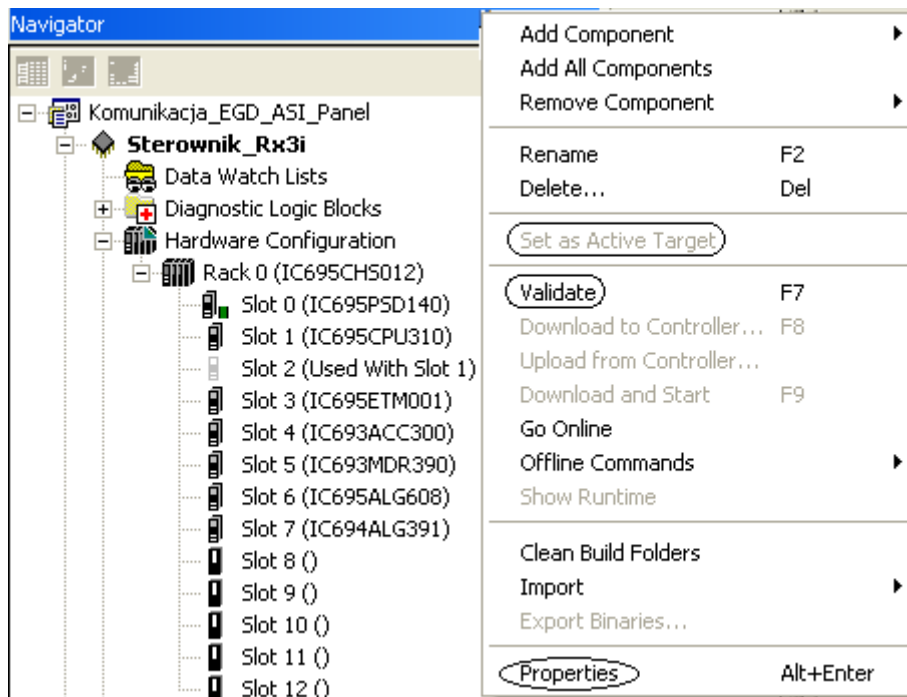 Navigator
Komunikacja_EGD_ASI_Panel
Sterownik_Rx3i
Data Watch Lists
Diagnostic Logic Blocks
Hardware Configuration
Rack 0 (IC695CHS012)
Slot 0 (IC695PSD140)
Slot 1 (IC695CPU310)
Slot 2 (Used With Slot 1)
Slot 3 (IC695ETM001)
Slot 4 (IC693ACC300)
Slot 5 (IC693MDR390)
Slot 6 (IC695ALG608)
Slot 7 (IC694ALG391)
Slot 8 ()
Slot 9 ()
Slot 10 ()
Slot 11 ()
Slot 12 ()
Add Component
Add All Components
Remove Component
Rename F2
Delete... Del
Set as Active Target
Validate F7
Download to Controller... F8
Upload from Controller...
Download and Start F9
Go Online
Offline Commands
Show Runtime
Clean Build Folders
Import
Export Binaries...
Properties Alt+Enter